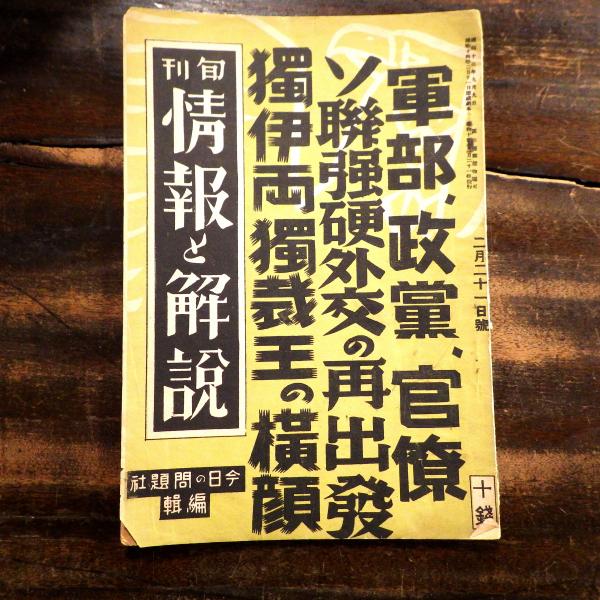 二月二十一日號
軍部、政黨、官僚
ソ聯强硬外交の再出發
獨伊両獨裁王の橫顔
旬刊
情報と解説
今日の問題社
編輯
十錢